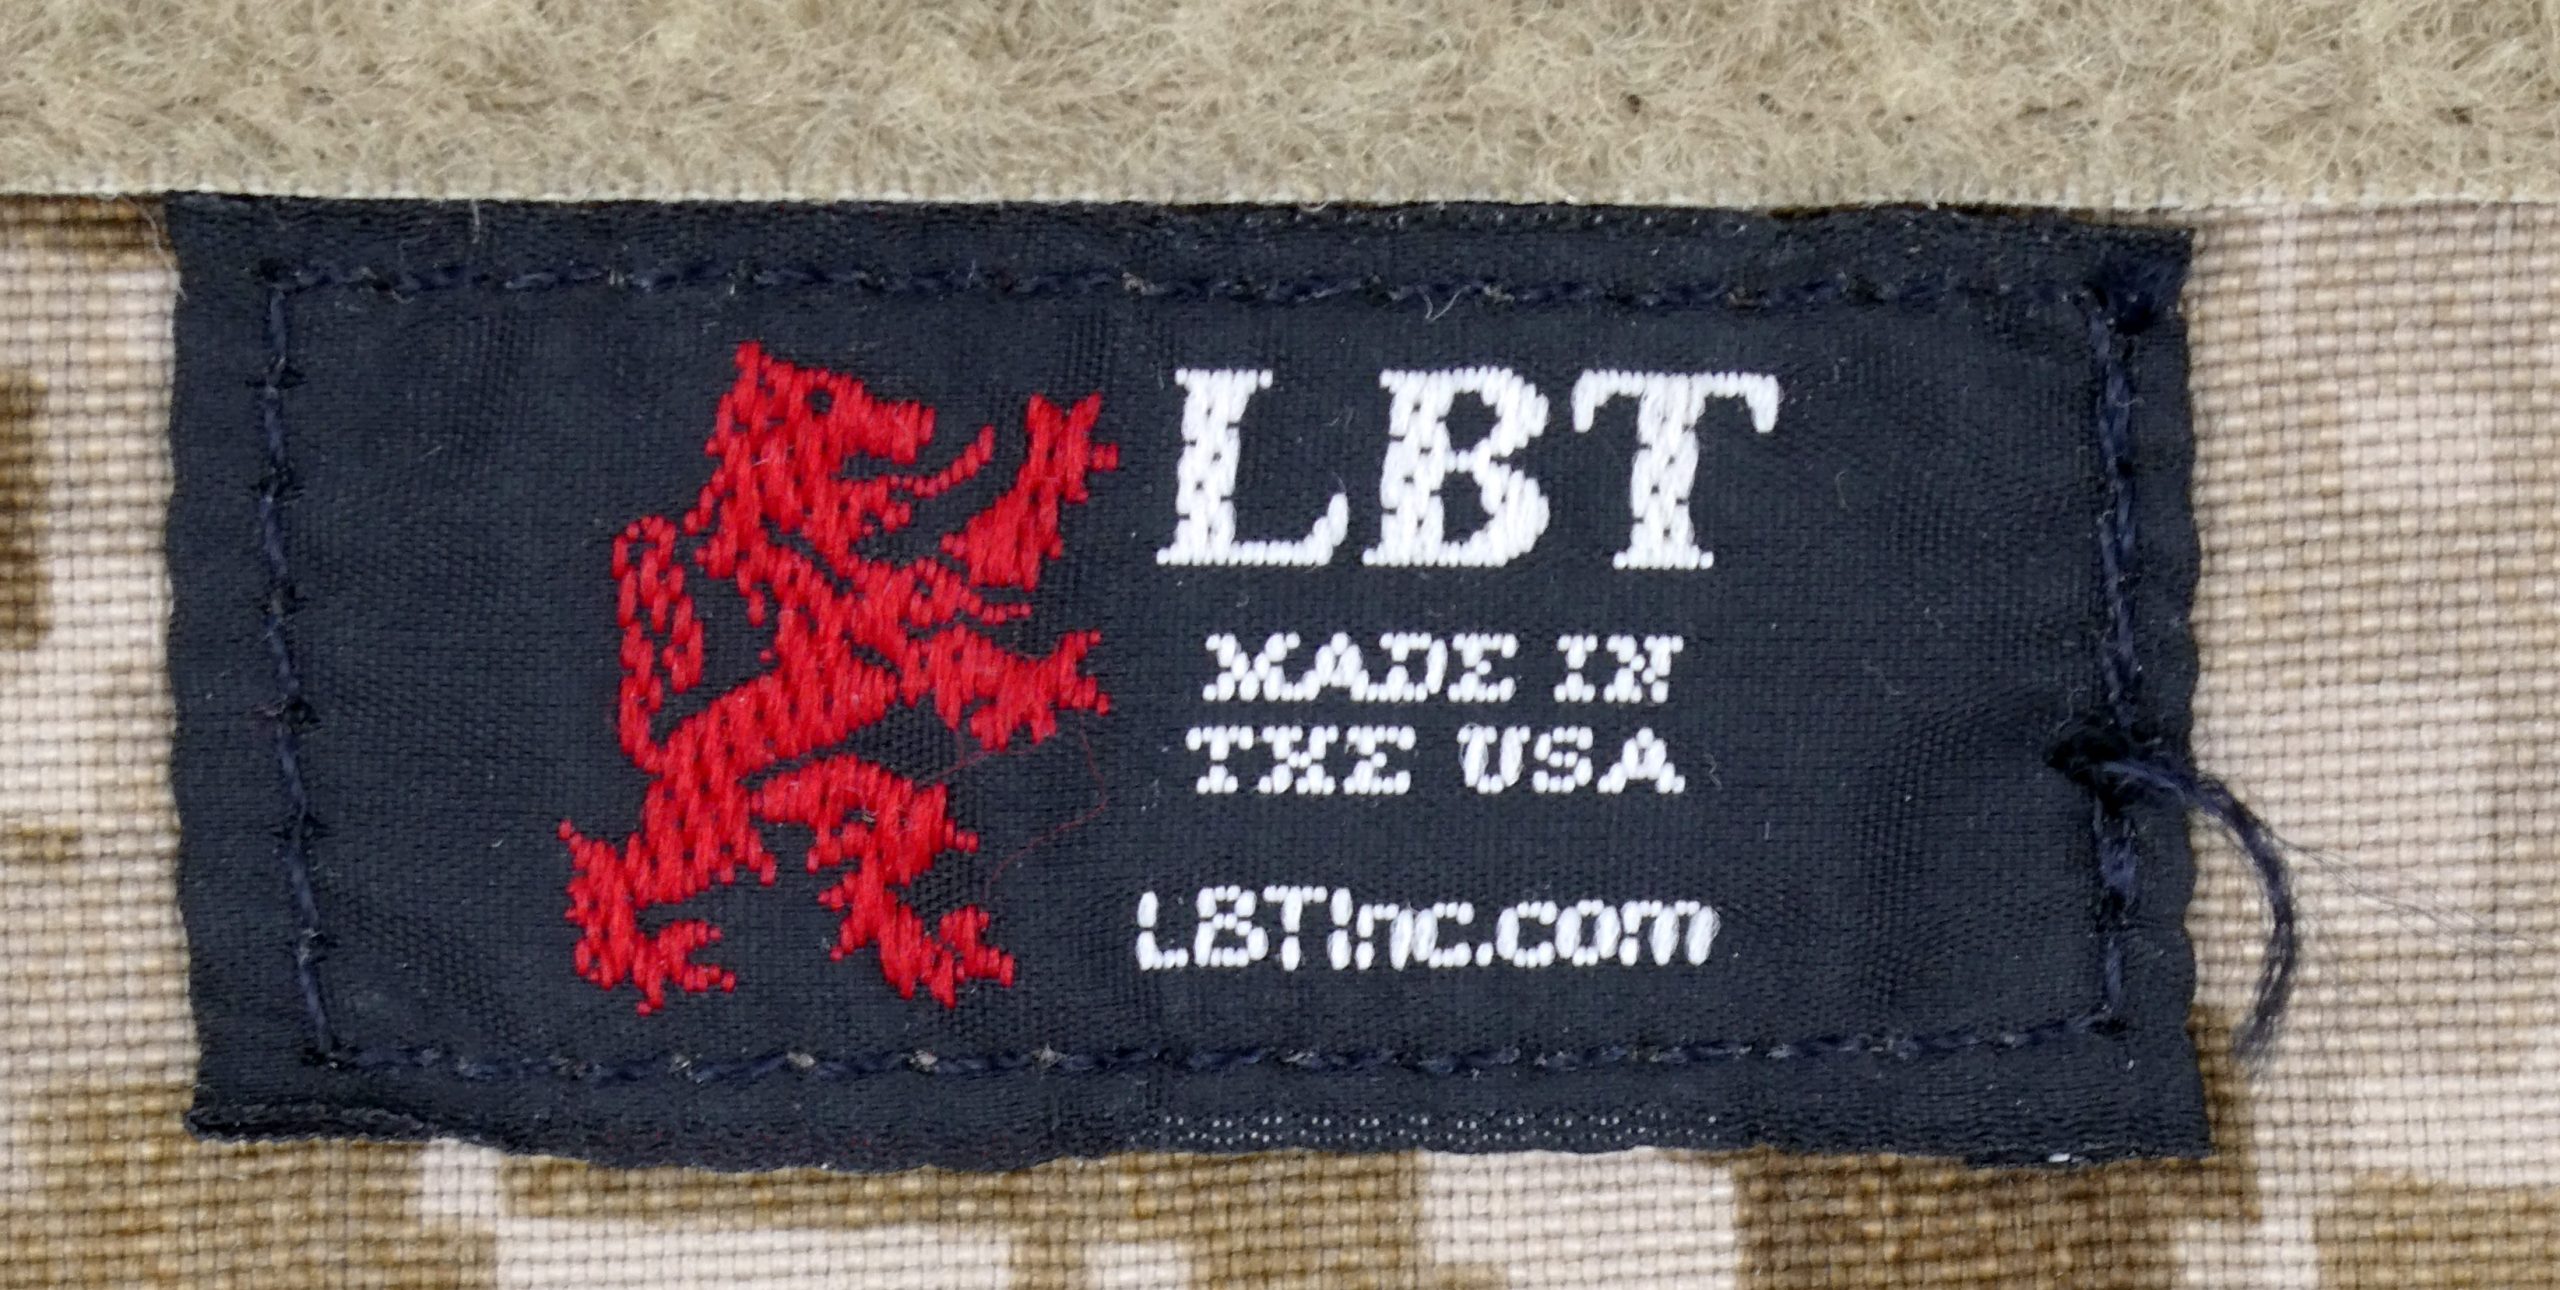 LBT
MADE IN
THE USA
LBTInc.com